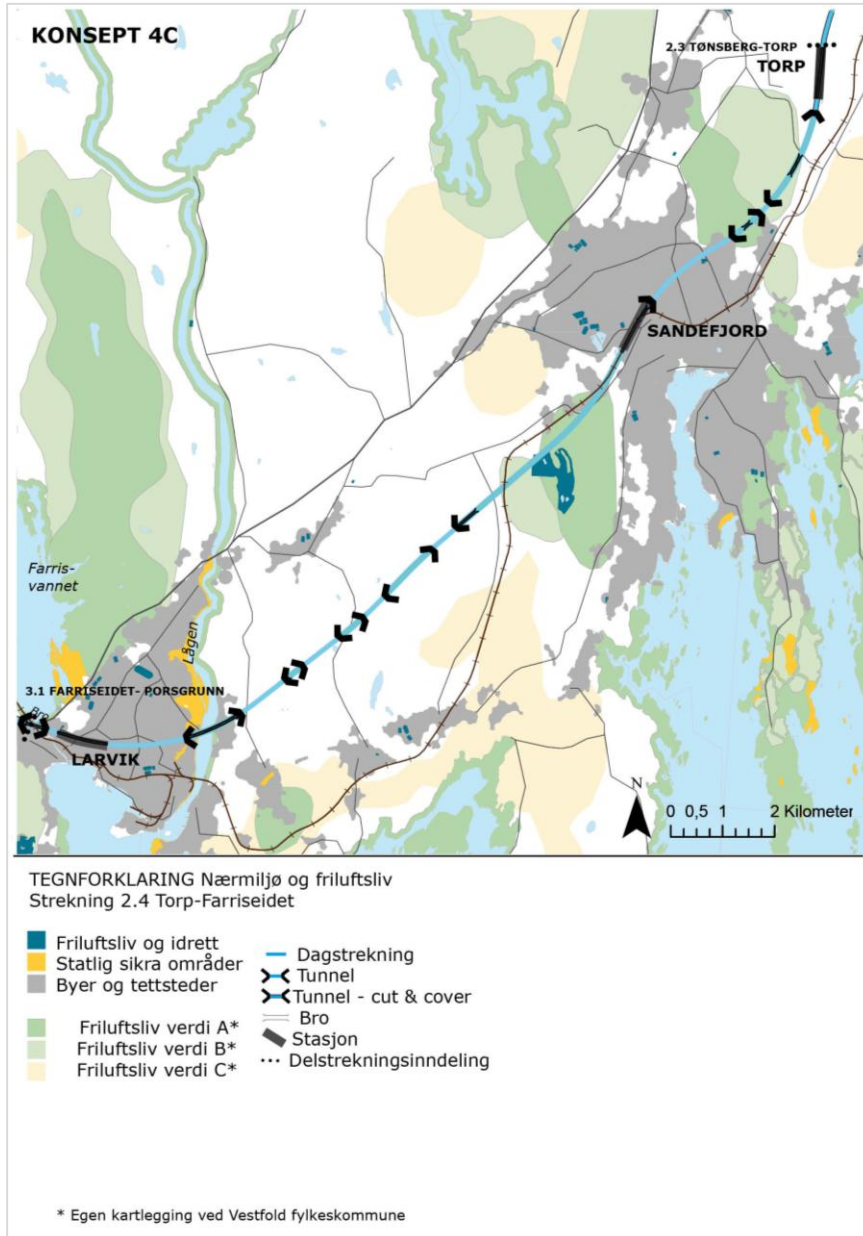 KONSEPT 4C
2.3 TØNSBERG-TORP
TORP
SANDEFJORD
Farris-
vannet
Lågen
3.1 FARRISEIDET- PORSGRUNN
Bro
LARVIK
N
0 0,5 1 2 Kilometer
TEGNFORKLARING Nærmiljø og friluftsliv
Strekning 2.4 Torp-Farriseidet
Friluftsliv og idrett
Statlig sikra områder
Byer og tettsteder
Friluftsliv verdi A*
Friluftsliv verdi B*
Friluftsliv verdi C*
Dagstrekning
Tunnel
Tunnel - cut & cover
Bro
Stasjon
Delstrekningsinndeling
* Egen kartlegging ved Vestfold fylkeskommune